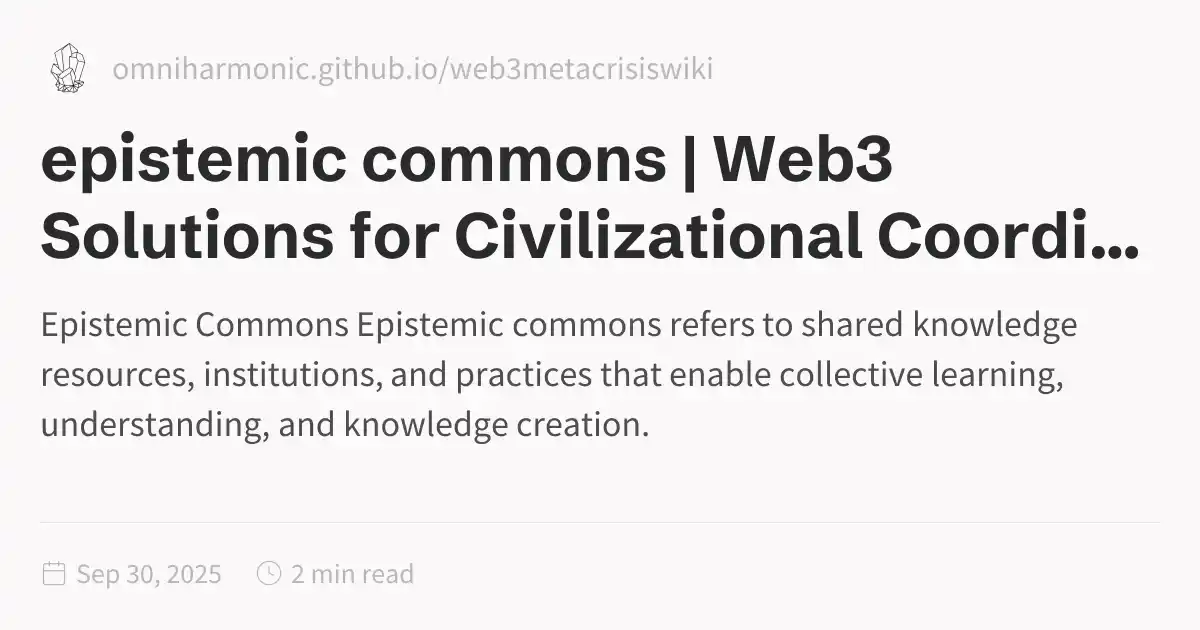 omniharmonic.github.io/web3metacrisiswiki
epistemic commons | Web3
Solutions for Civilizational Coordi...
Epistemic Commons Epistemic commons refers to shared knowledge
resources, institutions, and practices that enable collective learning,
understanding, and knowledge creation.
Sep 30, 2025 2 min read